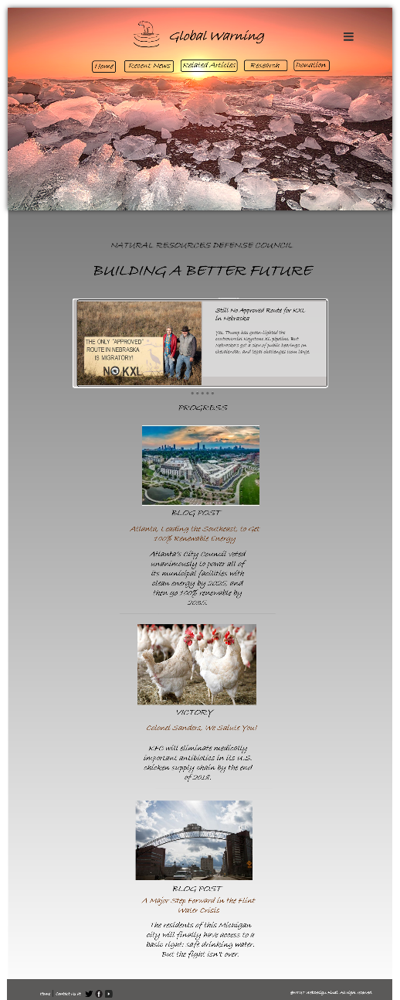 Global Warning
Home Recent News Related Articles Research Donation
NATURAL RESOURCES DEFENSE COUNCIL
BUILDING A BETTER FUTURE
THE ONLY "APPROVED"
ROUTE IN NEBRASKA
IS MIGRATORY!
NOKXL
Still No Approved Route for KXL
in Nebraska
Yes, Trump has green-lighted the
controversial Keystone XL pipeline. But
Nebraska's got a slew of public hearings on
the calendar, and legal challenges loom large.
PROGRESS
BLOG POST
Atlanta, Leading the Southeast, to Get
100% Renewable Energy
Atlanta's City Council voted
unanimously to power all of
its municipal facilities with
clean energy by 2025, and
then go 100% renewable by
2035.
VICTORY
Colonel Sanders, We Salute You!
KFC will eliminate medically
important antibiotics in its U.S.
chicken supply chain by the end
of 2018.
BLOG POST
A Major Step Forward in the Flint
Water Crisis
The residents of this Michigan
city will finally have access to a
basic right: safe drinking water.
But the fight isn't over.
Home Contact Us at
All right reserved.